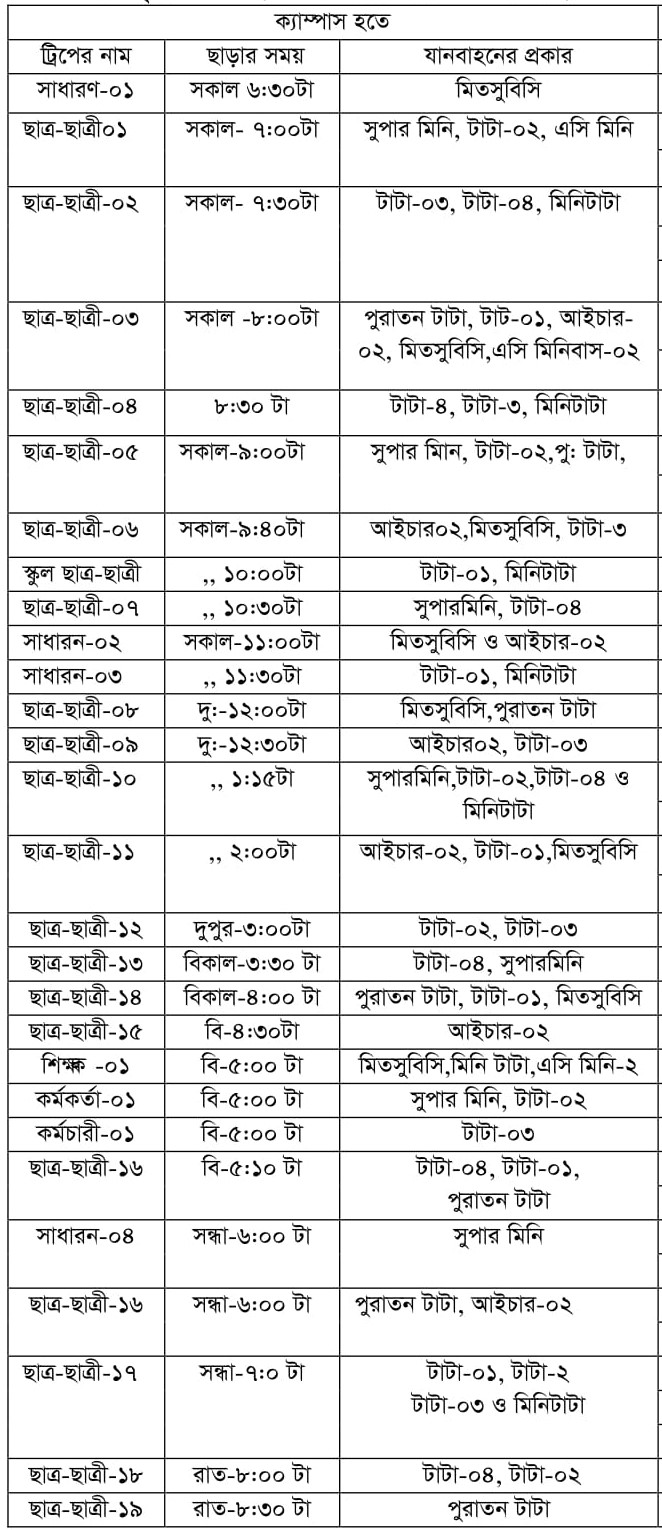 ক্যাম্পাস হতে
ট্রিপের নাম ছাড়ার সময় যানবাহনের প্রকার
সাধারণ-০১ সকাল ৬:৩০টা মিতসুবিসি
ছাত্র-ছাত্রী০১ সকাল- ৭:০০টা সুপার মিনি, টাটা-০২, এসি মিনি
ছাত্র-ছাত্রী-০২ সকাল- ৭:৩০টা টাটা-০৩, টাটা-০৪, মিনিটাটা
ছাত্র-ছাত্রী-০৩ সকাল -৮:০০টা পুরাতন টাটা, টাট-০১, আইচার-
০২, মিতসুবিসি,এসি মিনিবাস-০২
ছাত্র-ছাত্রী-০৪ ৮:৩০ টা টাটা-৪, টাটা-৩, মিনিটাটা
ছাত্র-ছাত্রী-০৫ সকাল-৯:০০টা সুপার মিান, টাটা-০২,পু: টাটা,
ছাত্র-ছাত্রী-০৬ সকাল-৯:৪০টা আইচার০২,মিতসুবিসি, টাটা-৩
স্কুল ছাত্র-ছাত্রী ,, ১০:০০টা টাটা-০১, মিনিটাটা
ছাত্র-ছাত্রী-০৭ ,, ১০:৩০টা সুপারমিনি, টাটা-০৪
সাধারন-০২ সকাল-১১:০০টা মিতসুবিসি ও আইচার-০২
সাধারন-০৩ ,, ১১:৩০টা টাটা-০১, মিনিটাটা
ছাত্র-ছাত্রী-০৮ দু:-১২:০০টা মিতসুবিসি,পুরাতন টাটা
ছাত্র-ছাত্রী-০৯ দু:-১২:৩০টা আইচার০২, টাটা-০৩
ছাত্র-ছাত্রী-১০ ,, ১:১৫টা সুপারমিনি,টাটা-০২,টাটা-০৪ ও
মিনিটাটা
ছাত্র-ছাত্রী-১১ ,, ২:০০টা আইচার-০২, টাটা-০১,মিতসুবিসি
ছাত্র-ছাত্রী-১২ দুপুর-৩:০০টা টাটা-০২, টাটা-০৩
ছাত্র-ছাত্রী-১৩ বিকাল-৩:৩০ টা টাটা-০৪, সুপারমিনি
ছাত্র-ছাত্রী-১৪ বিকাল-৪:০০ টা পুরাতন টাটা, টাটা-০১, মিতসুবিসি
ছাত্র-ছাত্রী-১৫ বি-৪:৩০টা আইচার-০২
শিক্ষক -০১ বি-৫:০০ টা মিতসুবিসি,মিনি টাটা,এসি মিনি-২
কর্মকর্তা-০১ বি-৫:০০ টা সুপার মিনি, টাটা-০২
কর্মচারী-০১ বি-৫:০০ টা টাটা-০৩
ছাত্র-ছাত্রী-১৬ বি-৫:১০ টা টাটা-০৪, টাটা-০১,
পুরাতন টাটা
সাধারন-০৪ সন্ধা-৬:০০ টা সুপার মিনি
ছাত্র-ছাত্রী-১৬ সন্ধা-৬:০০ টা পুরাতন টাটা, আইচার-০২
ছাত্র-ছাত্রী-১৭ সন্ধা-৭:০ টা টাটা-০১, টাটা-২
টাটা-০৩ ও মিনিটাটা
ছাত্র-ছাত্রী-১৮ রাত-৮:০০ টা টাটা-০৪, টাটা-০২
ছাত্র-ছাত্রী-১৯ রাত-৮:৩০ টা পুরাতন টাটা